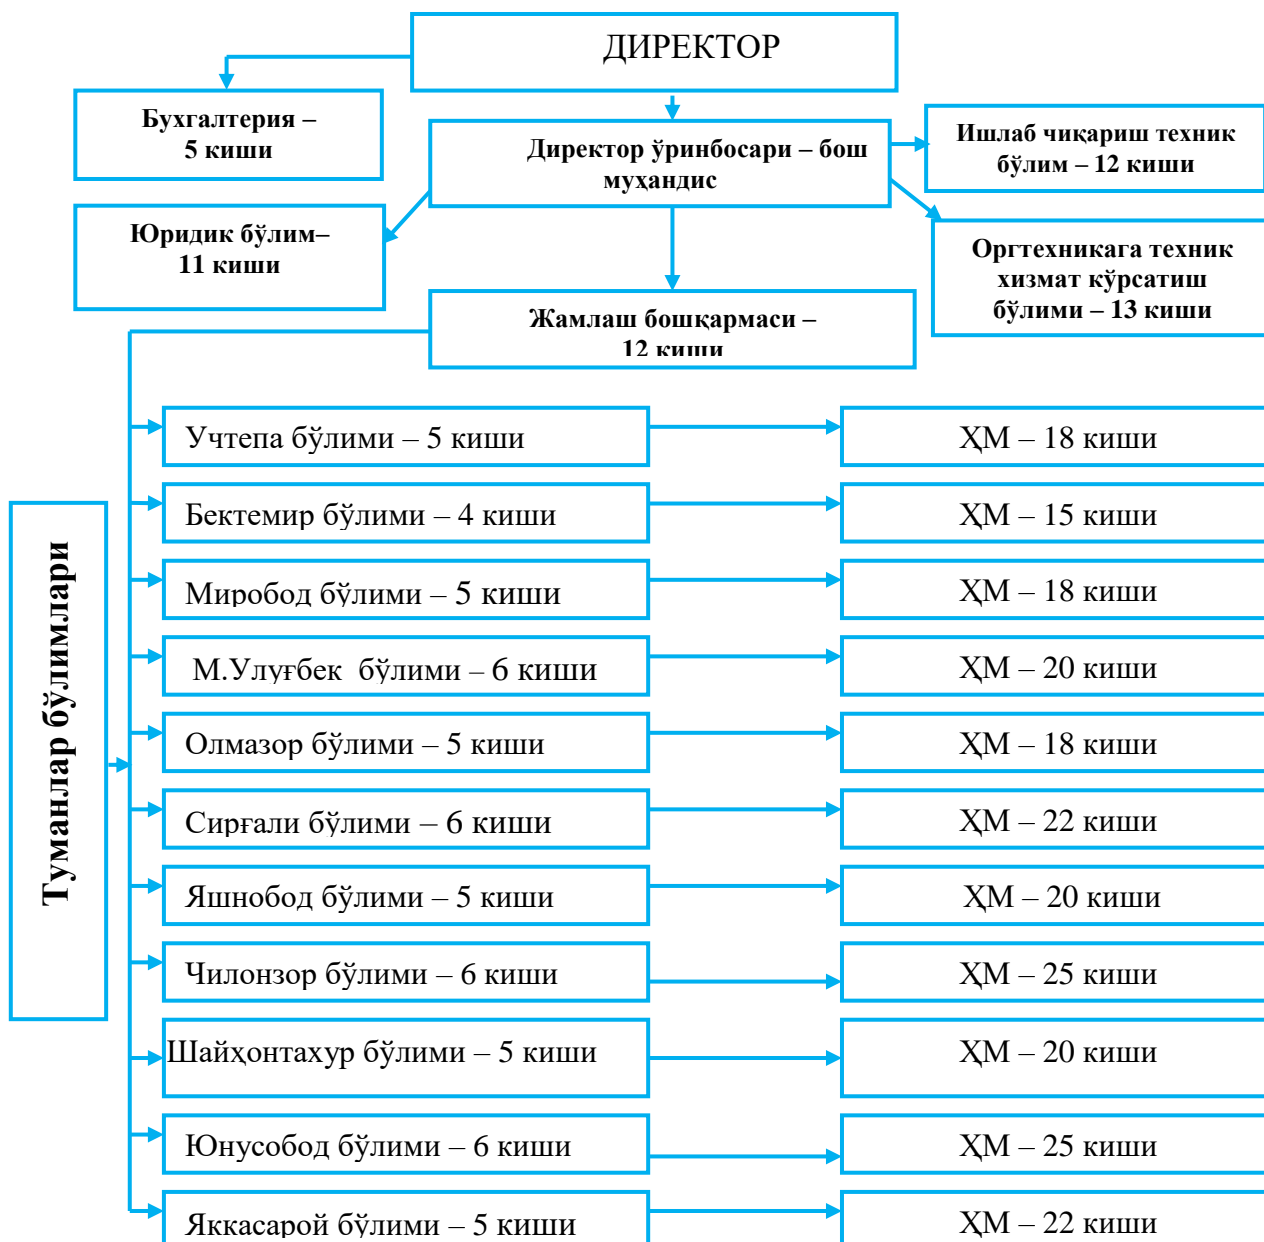 ДИРЕКТОР
Бухгалтерия –
5 киши
Директор ўринбосари – бош
муҳандис
Ишлаб чиқариш техник
бўлим – 12 киши
Юридик бўлим–
11 киши
Оргтехникага техник
хизмат кўрсатиш
бўлими – 13 киши
Жамлаш бошқармаси –
12 киши
Туманлар бўлимлари
Учтепа бўлими – 5 киши
ҲМ – 18 киши
Бектемир бўлими – 4 киши
ҲМ – 15 киши
Миробод бўлими – 5 киши
ҲМ – 18 киши
М.Улуғбек бўлими – 6 киши
ҲМ – 20 киши
Олмазор бўлими – 5 киши
ҲМ – 18 киши
Сирғали бўлими – 6 киши
ҲМ – 22 киши
Яшнобод бўлими – 5 киши
ҲМ – 20 киши
Чилонзор бўлими – 6 киши
ҲМ – 25 киши
Шайҳонтахур бўлими – 5 киши
ҲМ – 20 киши
Юнусобод бўлими – 6 киши
ҲМ – 25 киши
Яккасарой бўлими – 5 киши
ҲМ – 22 киши